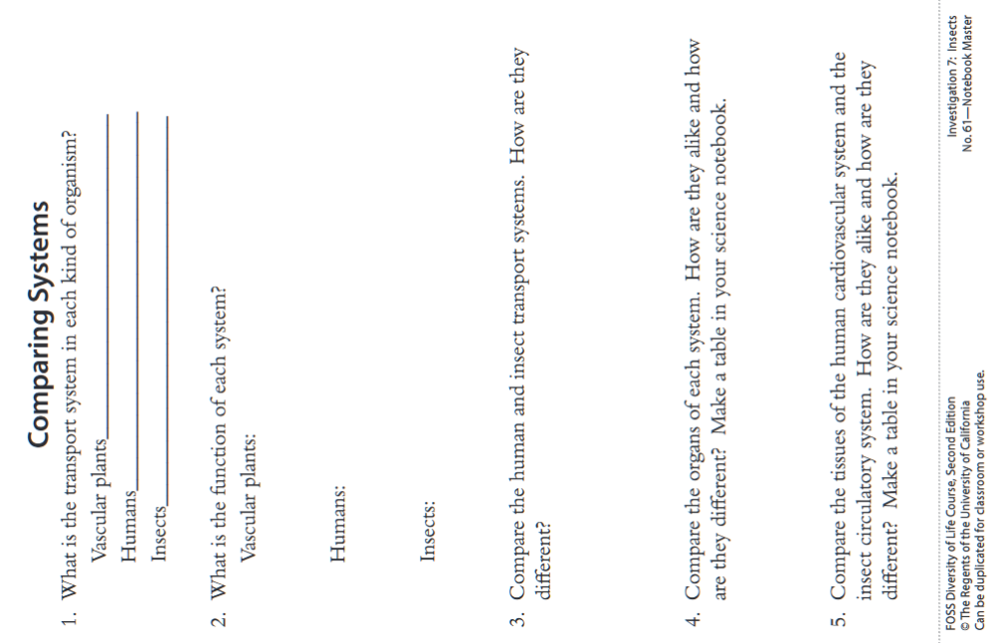 Comparing Systems
1. What is the transport system in each kind of organism?
Vascular plants
Humans
Insects
2. What is the function of each system?
Vascular plants:
Humans:
Insects:
3. Compare the human and insect transport systems. How are they
different?
4. Compare the organs of each system. How are they alike and how
are they different? Make a table in your science notebook.
5. Compare the tissues of the human cardiovascular system and the
insect circulatory system. How are they alike and how are they
different? Make a table in your science notebook.
FOSS Diversity of Life Course, Second Edition
© The Regents of the University of California
Can be duplicated for classroom or workshop use.
Investigation 7: Insects
No. 61—Notebook Master